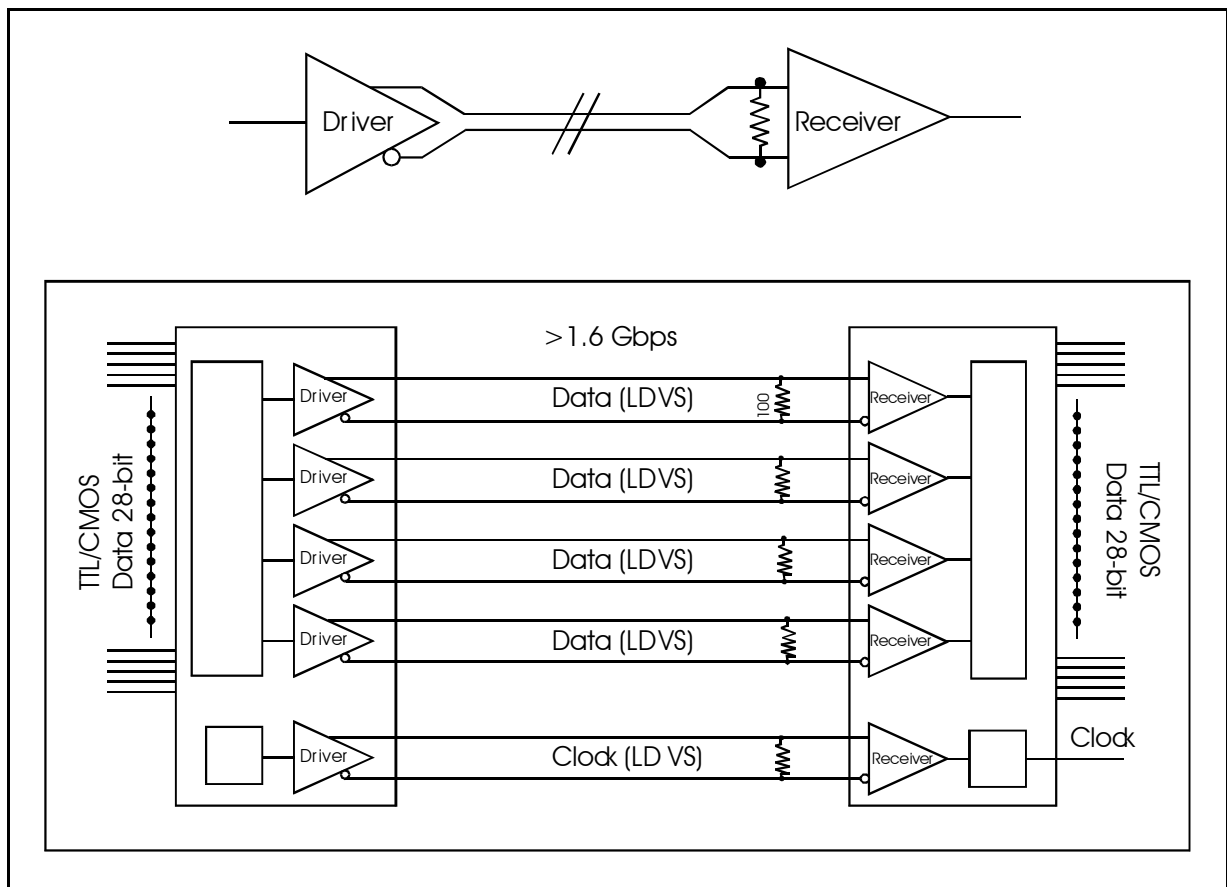 Driver
Receiver
>1.6 Gbps
TTL/CMOS
Data 28-bit
Driver
Data (LDVS)
100
Receiver
Driver
Data (LDVS)
Receiver
Driver
Data (LDVS)
Receiver
Driver
Data (LDVS)
Receiver
TTL/CMOS
Data 28-bit
Driver
Clock (LD VS)
Receiver
Clock